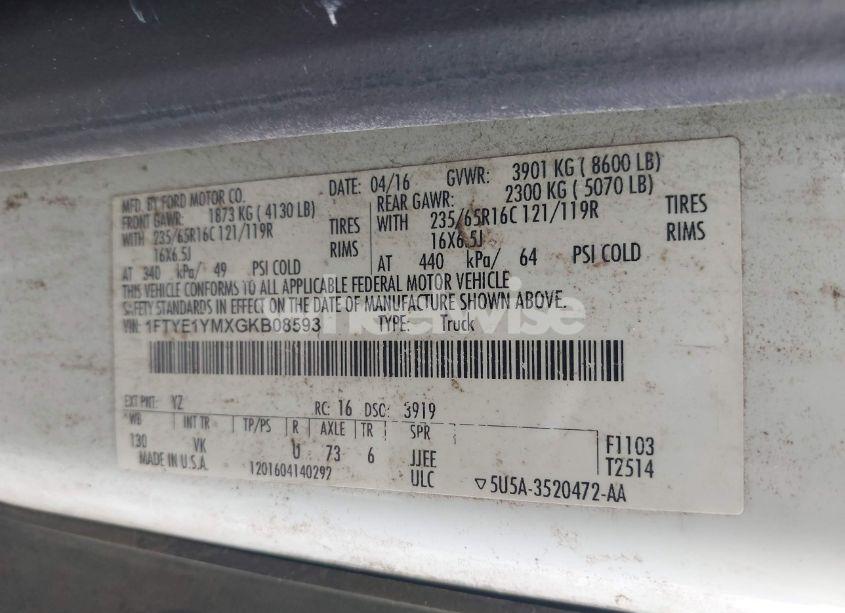 MFD. BY FORD MOTOR CO. DATE: 04/16 GVWR: 3901 KG ( 8600 LB)
FRONT GAWR: 1873 KG ( 4130 LB) REAR GAWR: 2300 KG ( 5070 LB)
WITH 235/65R16C 121/119R TIRES WITH 235/65R16C 121/119R TIRES
16X6.5J RIMS 16X6.5J RIMS
AT 340 kPa/ 49 PSI COLD AT 440 kPa/ 64 PSI COLD
THIS VEHICLE CONFORMS TO ALL APPLICABLE FEDERAL MOTOR VEHICLE
SAFETY STANDARDS IN EFFECT ON THE DATE OF MANUFACTURE SHOWN ABOVE.
VIN: 1FTYE1YMXGKB08593 TYPE: Truck
EXT PNT: YZ RC: 16 DSO: 3919
WB INT TR TP/PS R AXLE TR SPR
130 VK U 73 6 JJEE F1103
MADE IN U.S.A. 1201604140292 ULC T2514
5U5A-3520472-AA